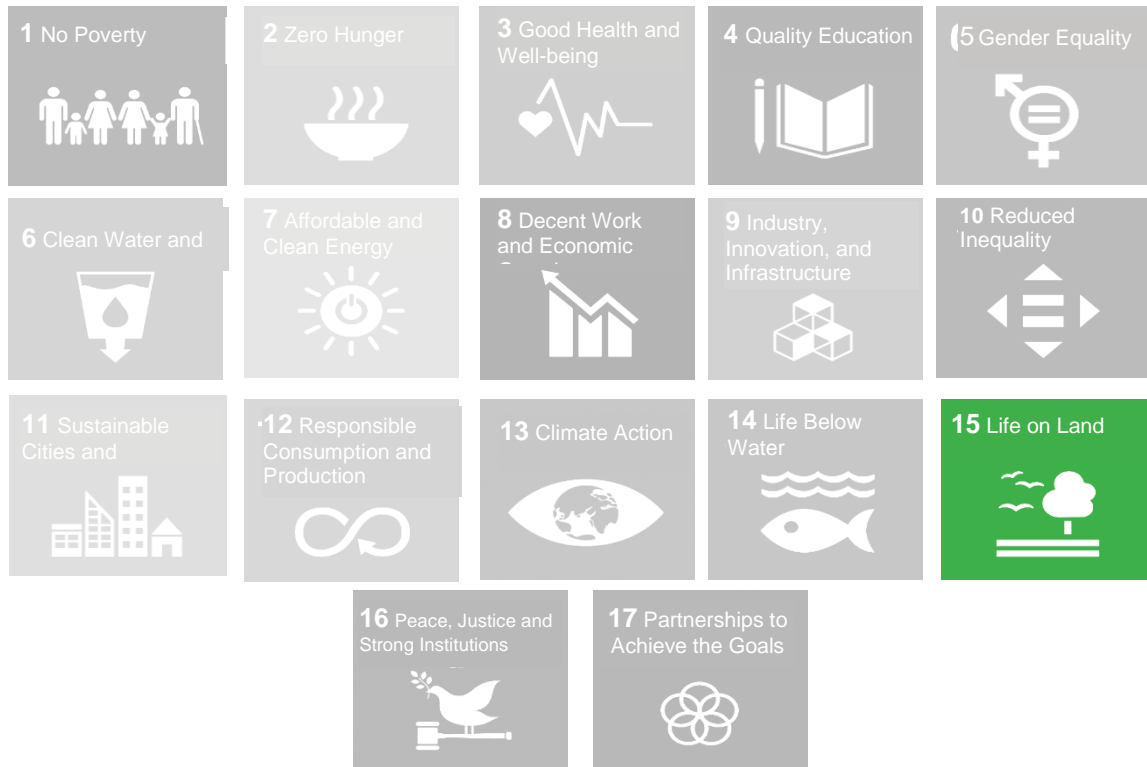 1 No Poverty
2 Zero Hunger
3 Good Health and
Well-being
4 Quality Education
5 Gender Equality
6 Clean Water and
7 Affordable and
Clean Energy
8 Decent Work
and Economic
9 Industry,
Innovation, and
Infrastructure
10 Reduced
Inequality
11 Sustainable
Cities and
12 Responsible
Consumption and
Production
13 Climate Action
14 Life Below
Water
15 Life on Land
16 Peace, Justice and
Strong Institutions
17 Partnerships to
Achieve the Goals